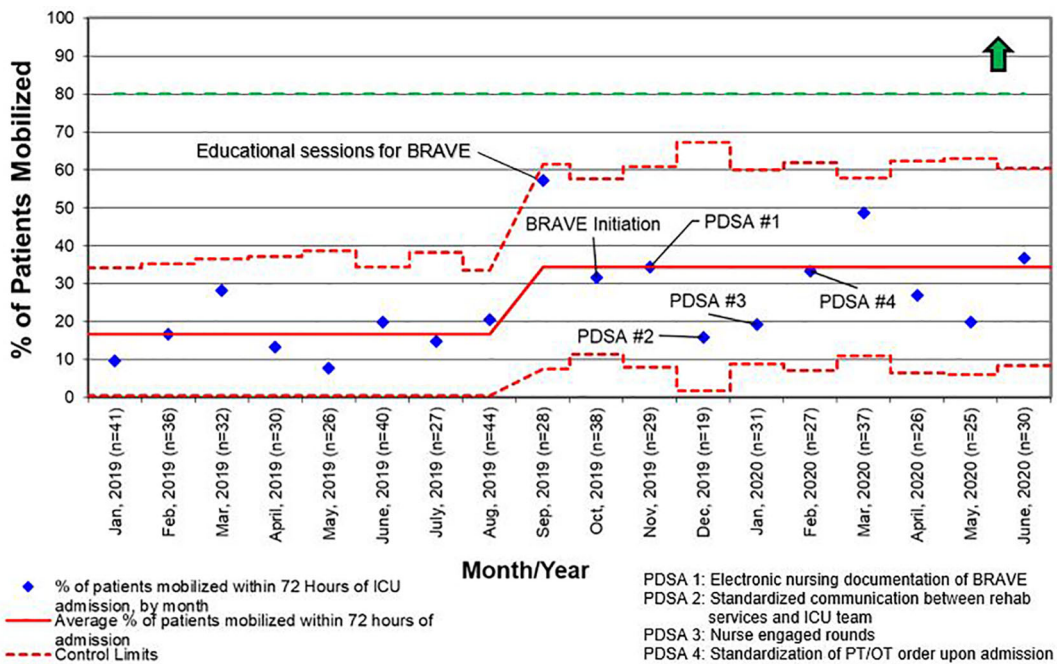 100
90
80
70
60
50
40
30
20
10
0
% of Patients Mobilized
Educational sessions for BRAVE
BRAVE Initiation
PDSA #1
PDSA #2
PDSA #3
PDSA #4
Jan, 2019 (n=41)
Feb, 2019 (n=36)
Mar, 2019 (n=32)
April, 2019 (n=30)
May, 2019 (n=26)
June, 2019 (n=40)
July, 2019 (n=27)
Aug, 2019 (n=44)
Sep, 2019 (n=28)
Oct, 2019 (n=38)
Nov, 2019 (n=29)
Dec, 2019 (n=19)
Jan, 2020 (n=31)
Feb, 2020 (n=27)
Mar, 2020 (n=37)
April, 2020 (n=26)
May, 2020 (n=25)
June, 2020 (n=30)
Month/Year
% of patients mobilized within 72 Hours of ICU
admission, by month
Average % of patients mobilized within 72 hours of
admission
Control Limits
PDSA 1: Electronic nursing documentation of BRAVE
PDSA 2: Standardized communication between rehab
services and ICU team
PDSA 3: Nurse engaged rounds
PDSA 4: Standardization of PT/OT order upon admission